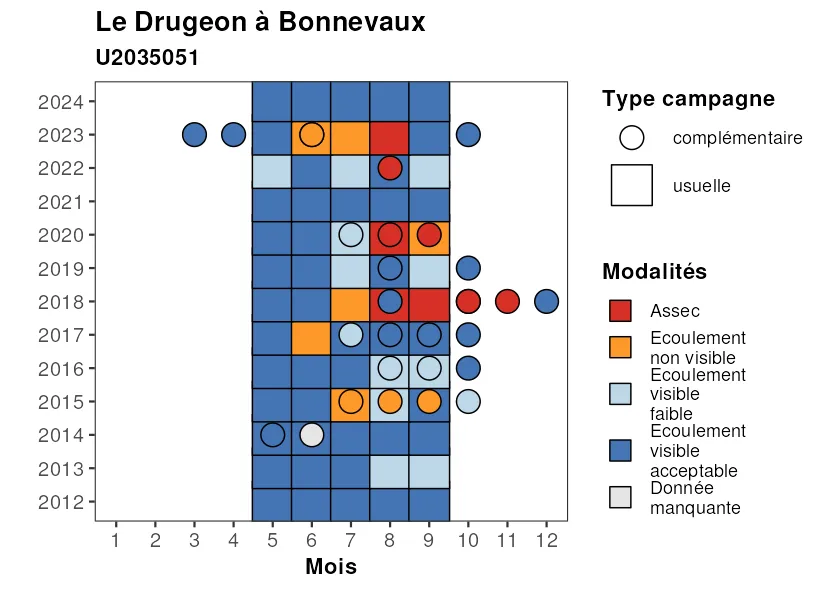 Le Drugeon à Bonnevaux
U2035051
2024
2023
2022
2021
2020
2019
2018
2017
2016
2015
2014
2013
2012
1 2 3 4 5 6 7 8 9 10 11 12
Mois
Type campagne
complémentaire
usuelle
Modalités
Assec
Ecoulement
non visible
Ecoulement
visible
faible
Ecoulement
visible
acceptable
Donnée
manquante